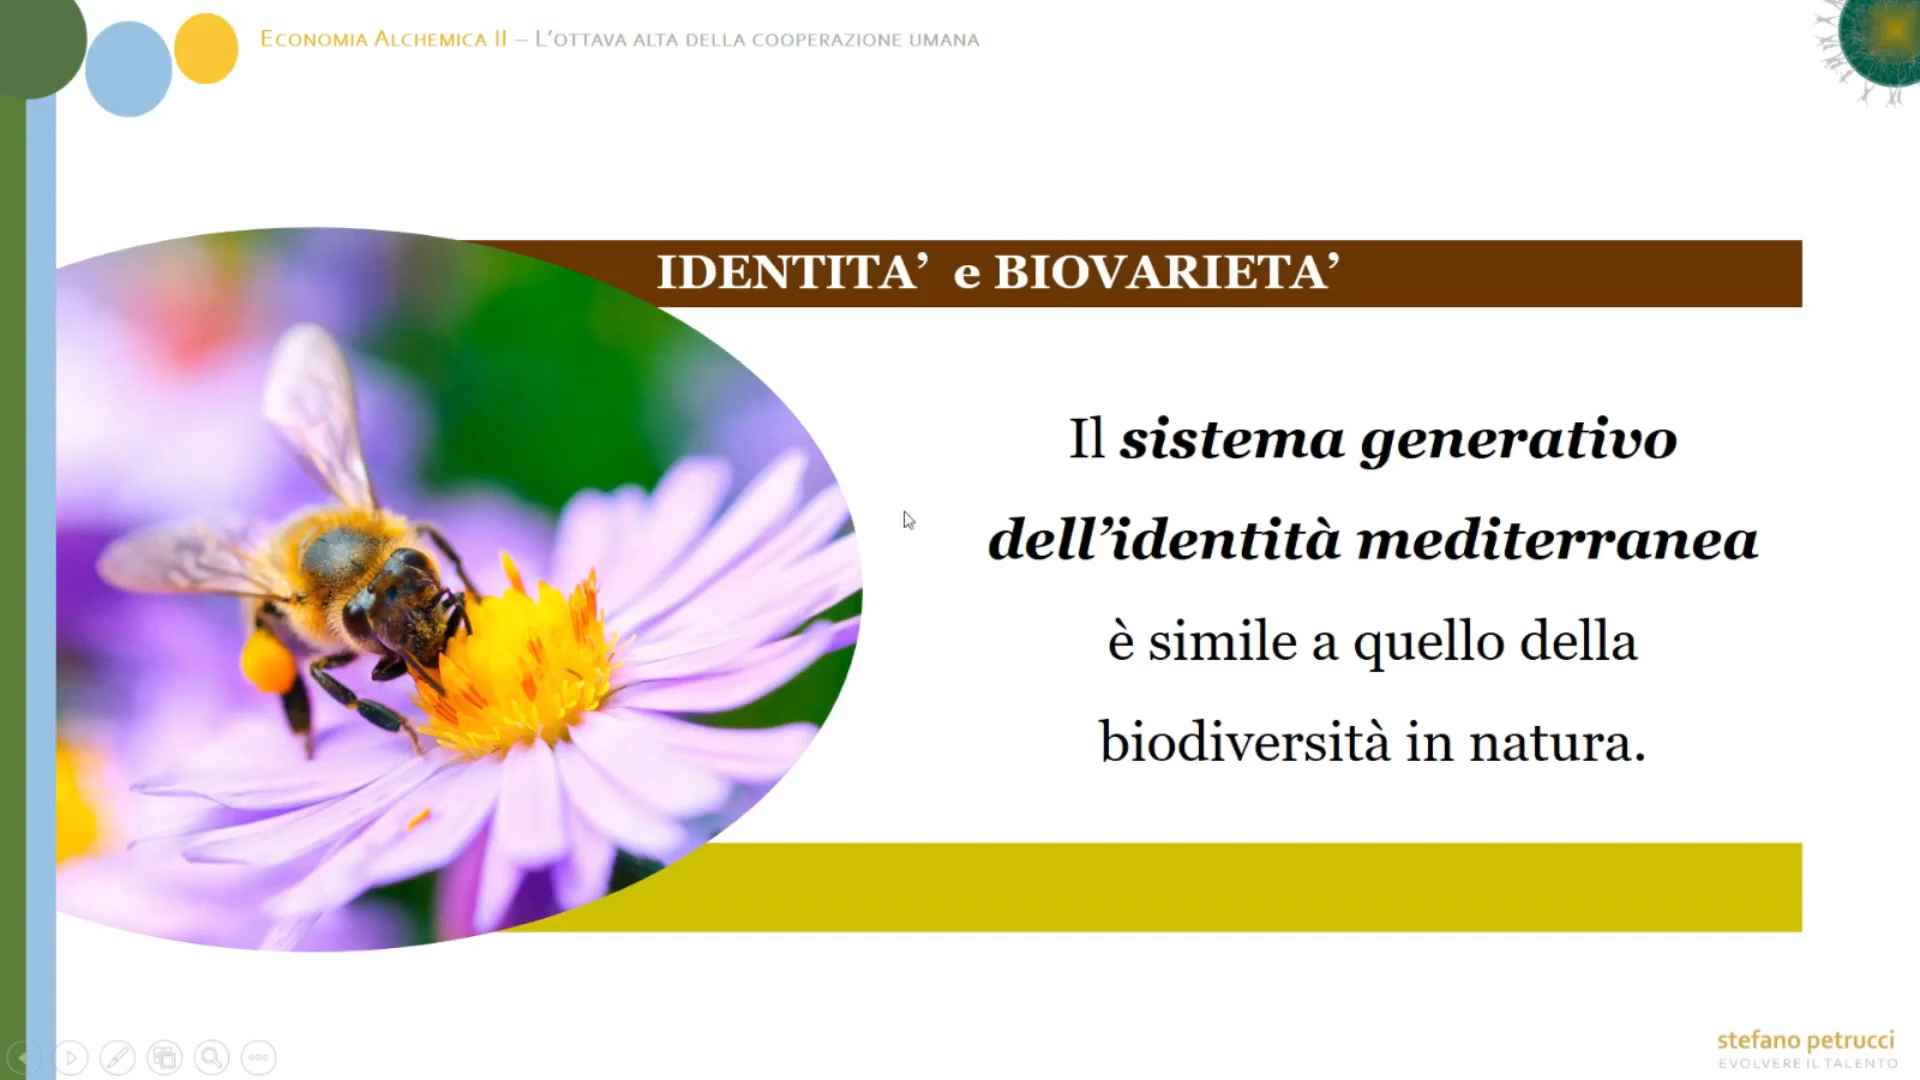 Economia Alchemica II – L’ottava alta della cooperazione umana
IDENTITA’ e BIOVARIETA’
Il sistema generativo
dell’identità mediterranea
è simile a quello della
biodiversità in natura.
stefano petrucci
EVOLVERE IL TALENTO